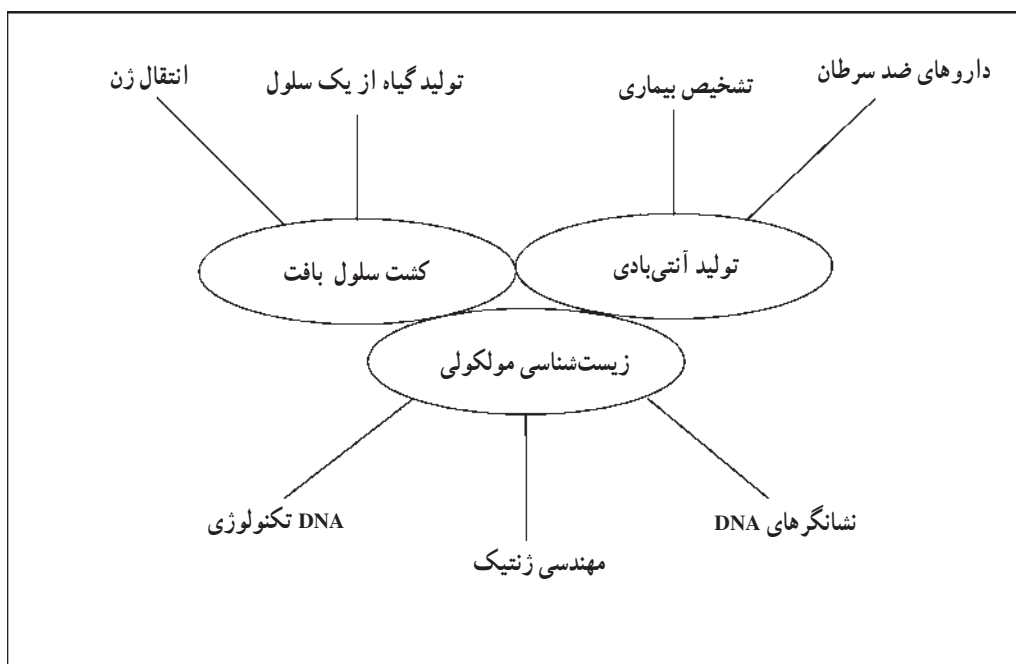 داروهای ضد سرطان
تشخیص بیماری
تولید گیاه از یک سلول
انتقال ژن
تولید آنتی‌بادی
کشت سلول بافت
زیست‌شناسی مولکولی
نشانگرهای DNA
مهندسی ژنتیک
DNA تکنولوژی